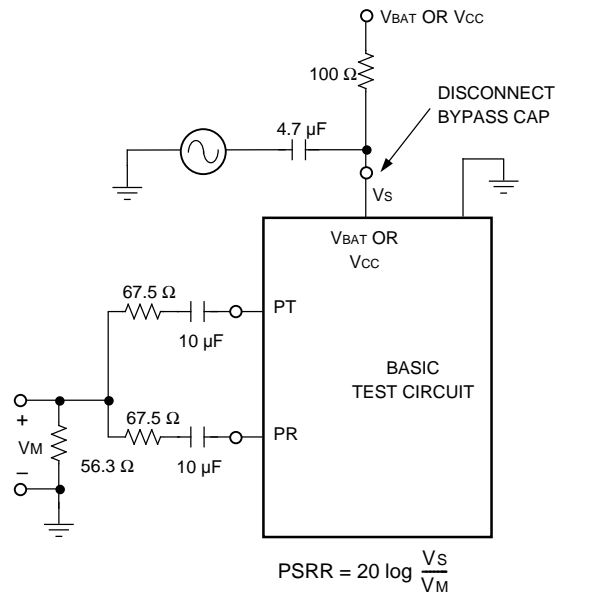 VBAT OR VCC
100 Ω
DISCONNECT
BYPASS CAP
4.7 µF
VS
VBAT OR
VCC
67.5 Ω
PT
10 µF
BASIC
TEST CIRCUIT
67.5 Ω
PR
+
VM
56.3 Ω
10 µF
–
PSRR = 20 log VS
VM